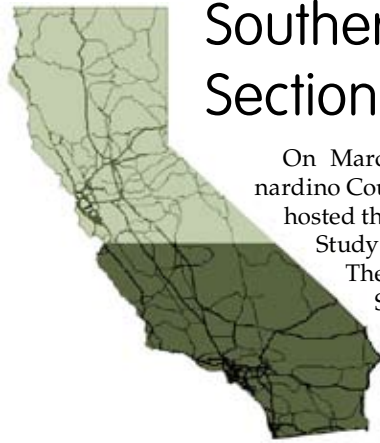 Souther
Section
On Marc
nardino Cou
hosted th
Study
The
S